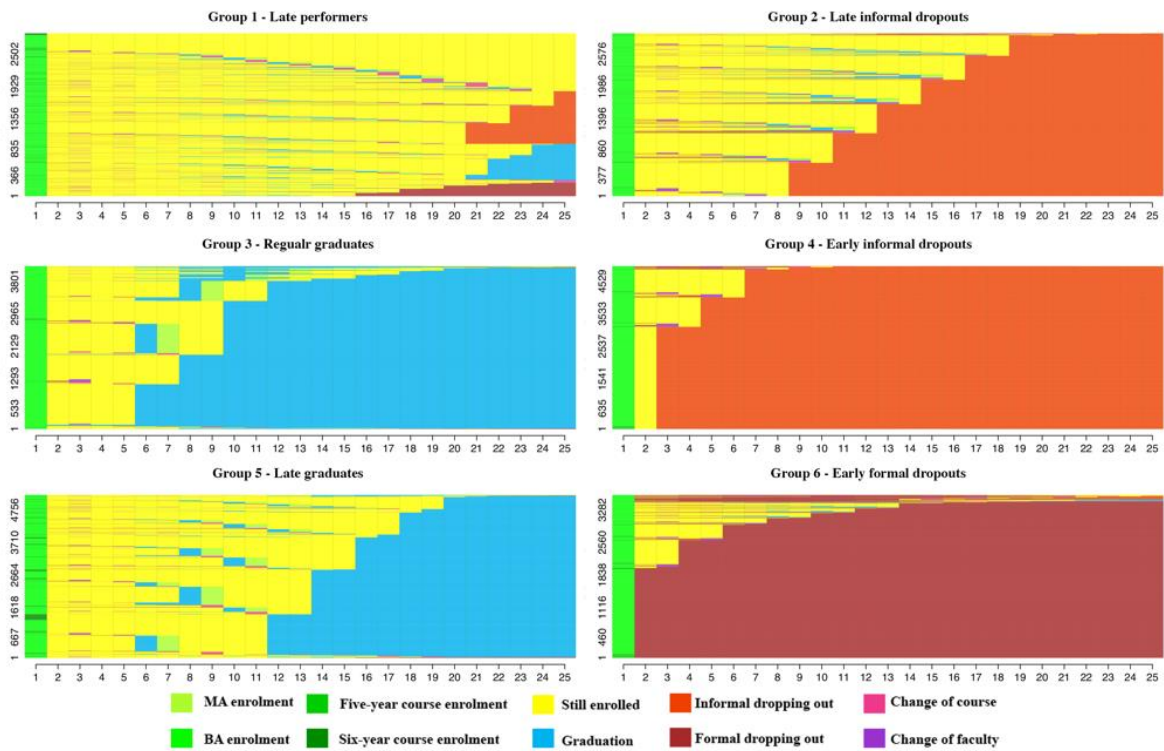 Group 1 - Late performers
2502
1929
1356
835
366
1
1 2 3 4 5 6 7 8 9 10 11 12 13 14 15 16 17 18 19 20 21 22 23 24 25
Group 2 - Late informal dropouts
2576
1986
1396
860
377
1
1 2 3 4 5 6 7 8 9 10 11 12 13 14 15 16 17 18 19 20 21 22 23 24 25
Group 3 - Regualr graduates
3801
2965
2129
1293
533
1
1 2 3 4 5 6 7 8 9 10 11 12 13 14 15 16 17 18 19 20 21 22 23 24 25
Group 4 - Early informal dropouts
4529
3533
2537
1541
635
1
1 2 3 4 5 6 7 8 9 10 11 12 13 14 15 16 17 18 19 20 21 22 23 24 25
Group 5 - Late graduates
4756
3710
2664
1618
667
1
1 2 3 4 5 6 7 8 9 10 11 12 13 14 15 16 17 18 19 20 21 22 23 24 25
Group 6 - Early formal dropouts
3282
2560
1838
1116
460
1
1 2 3 4 5 6 7 8 9 10 11 12 13 14 15 16 17 18 19 20 21 22 23 24 25
MA enrolment Five-year course enrolment Still enrolled Informal dropping out Change of course
BA enrolment Six-year course enrolment Graduation Formal dropping out Change of faculty